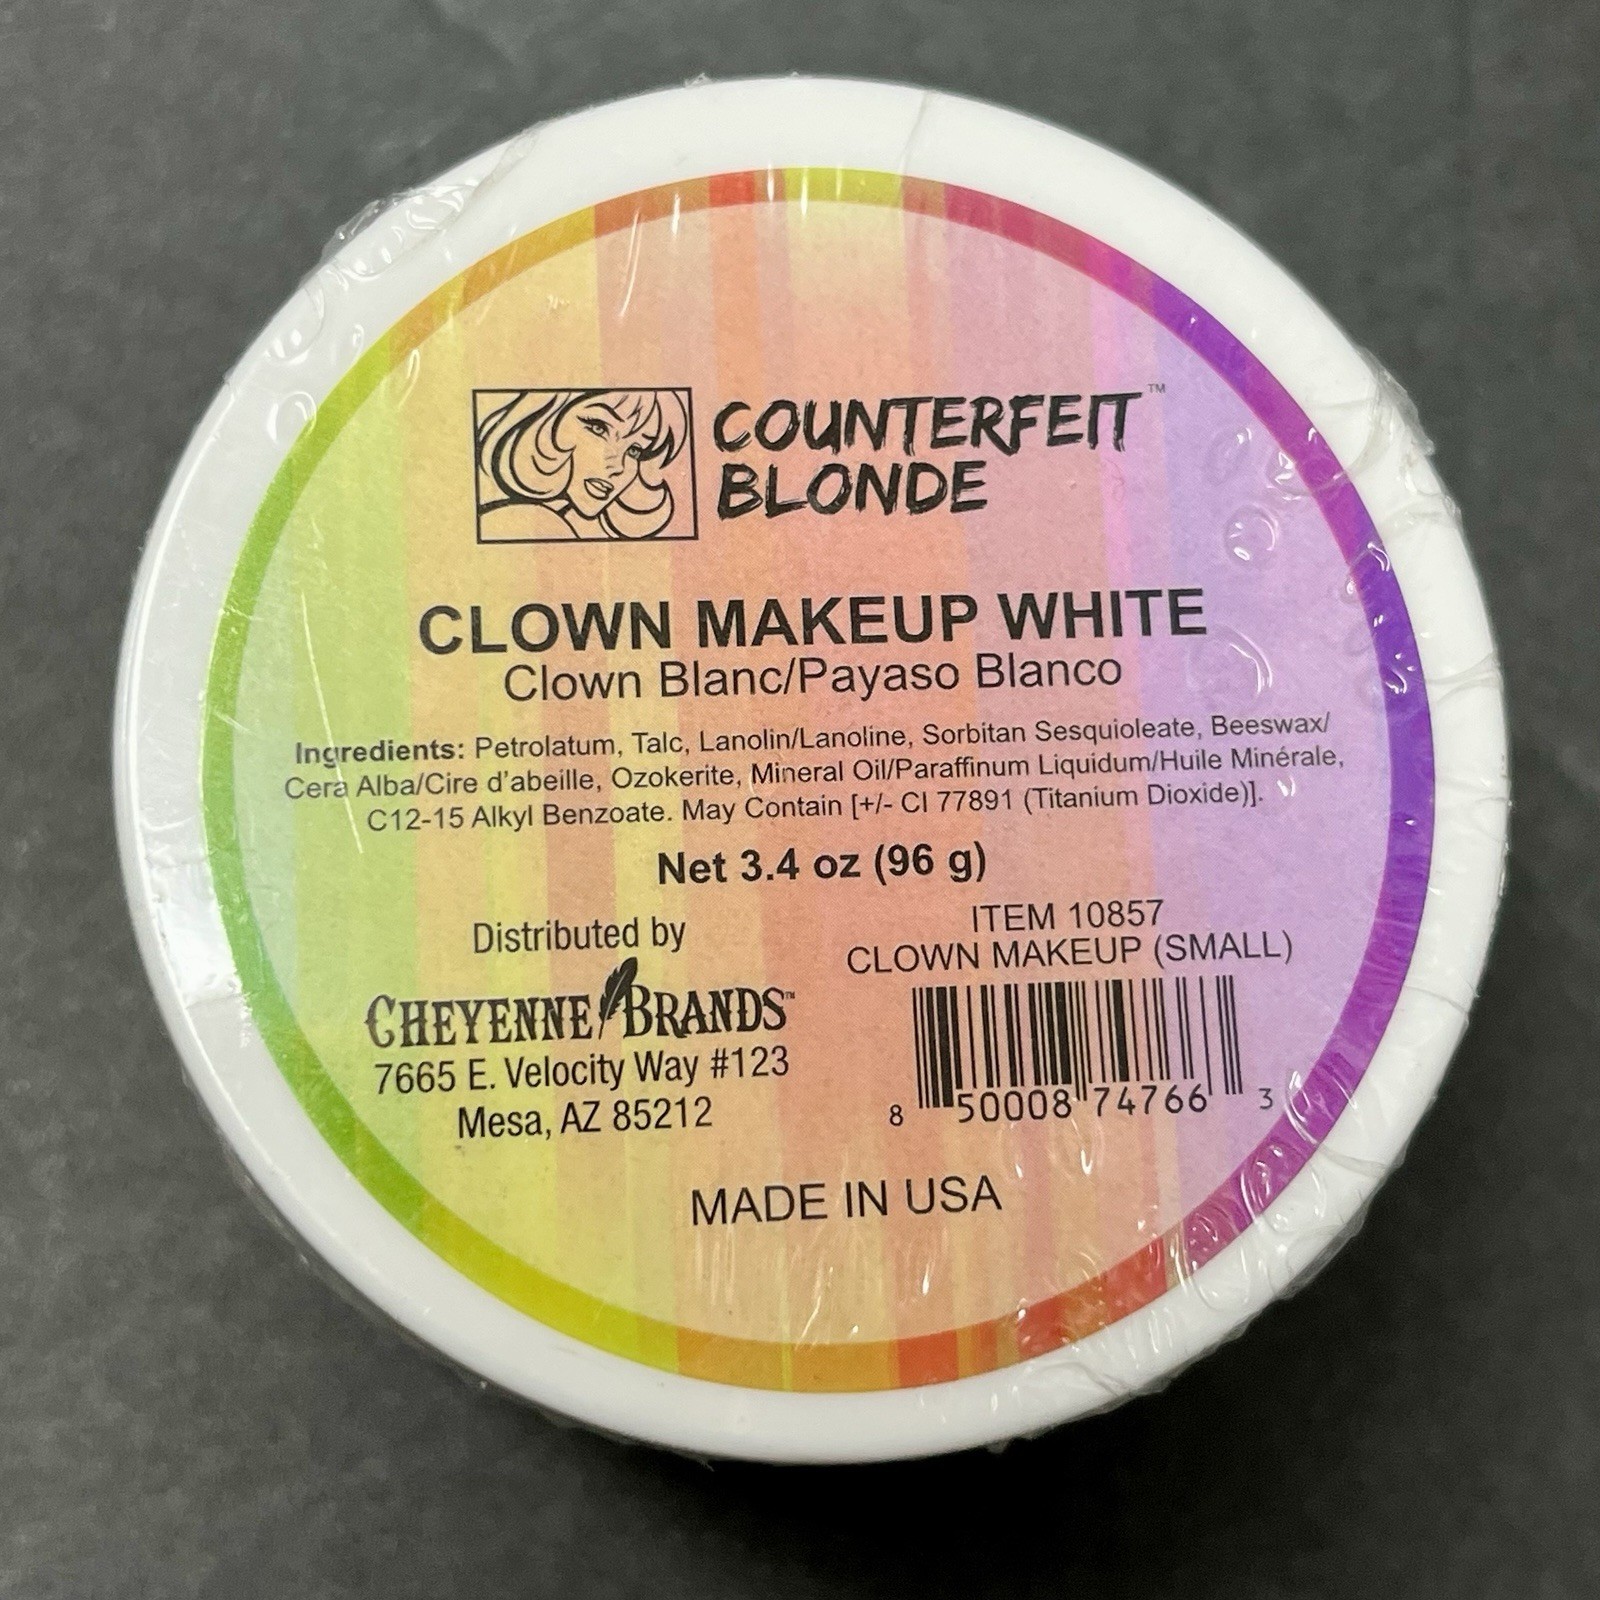 COUNTERFEIT™
BLONDE
CLOWN MAKEUP WHITE
Clown Blanc/Payaso Blanco
Ingredients: Petrolatum, Talc, Lanolin/Lanoline, Sorbitan Sesquioleate, Beeswax/
Cera Alba/Cire d'abeille, Ozokerite, Mineral Oil/Paraffinum Liquidum/Huile Minérale,
C12-15 Alkyl Benzoate. May Contain [+/- CI 77891 (Titanium Dioxide)].
Net 3.4 oz (96 g)
Distributed by
CHEYENNE BRANDS™
7665 E. Velocity Way #123
Mesa, AZ 85212
ITEM 10857
CLOWN MAKEUP (SMALL)
8 50008 74766 3
MADE IN USA